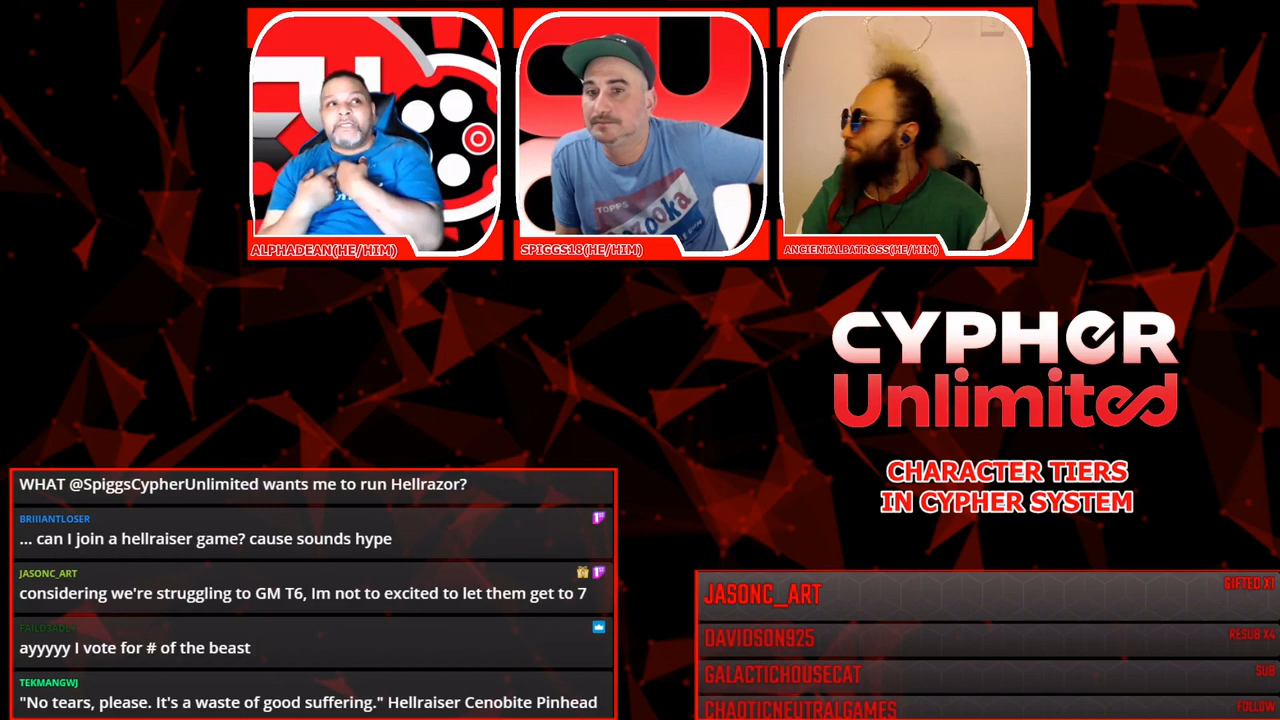 TOPPS
ALPHADEAN(HE/HIM)
SPIGGS18(HE/HIM)
ANCIENTALBATROSS(HE/HIM)
CYPHER
Unlimited
CHARACTER TIERS
IN CYPHER SYSTEM
WHAT @SpiggsCypherUnlimited wants me to run Hellrazor?
BRIIIANTLOSER
... can I join a hellraiser game? cause sounds hype
JASONC_ART
considering we're struggling to GM T6, Im not to excited to let them get to 7
ayyyyy I vote for # of the beast
TEKMANGWJ
"No tears, please. It's a waste of good suffering." Hellraiser Cenobite Pinhead
JASONC_ART
GIFTED X1
DAVIDSON925
RESUB X4
GALACTICHOUSECAT
SUB
CHAOTICNEUTRALGAMES
FOLLOW